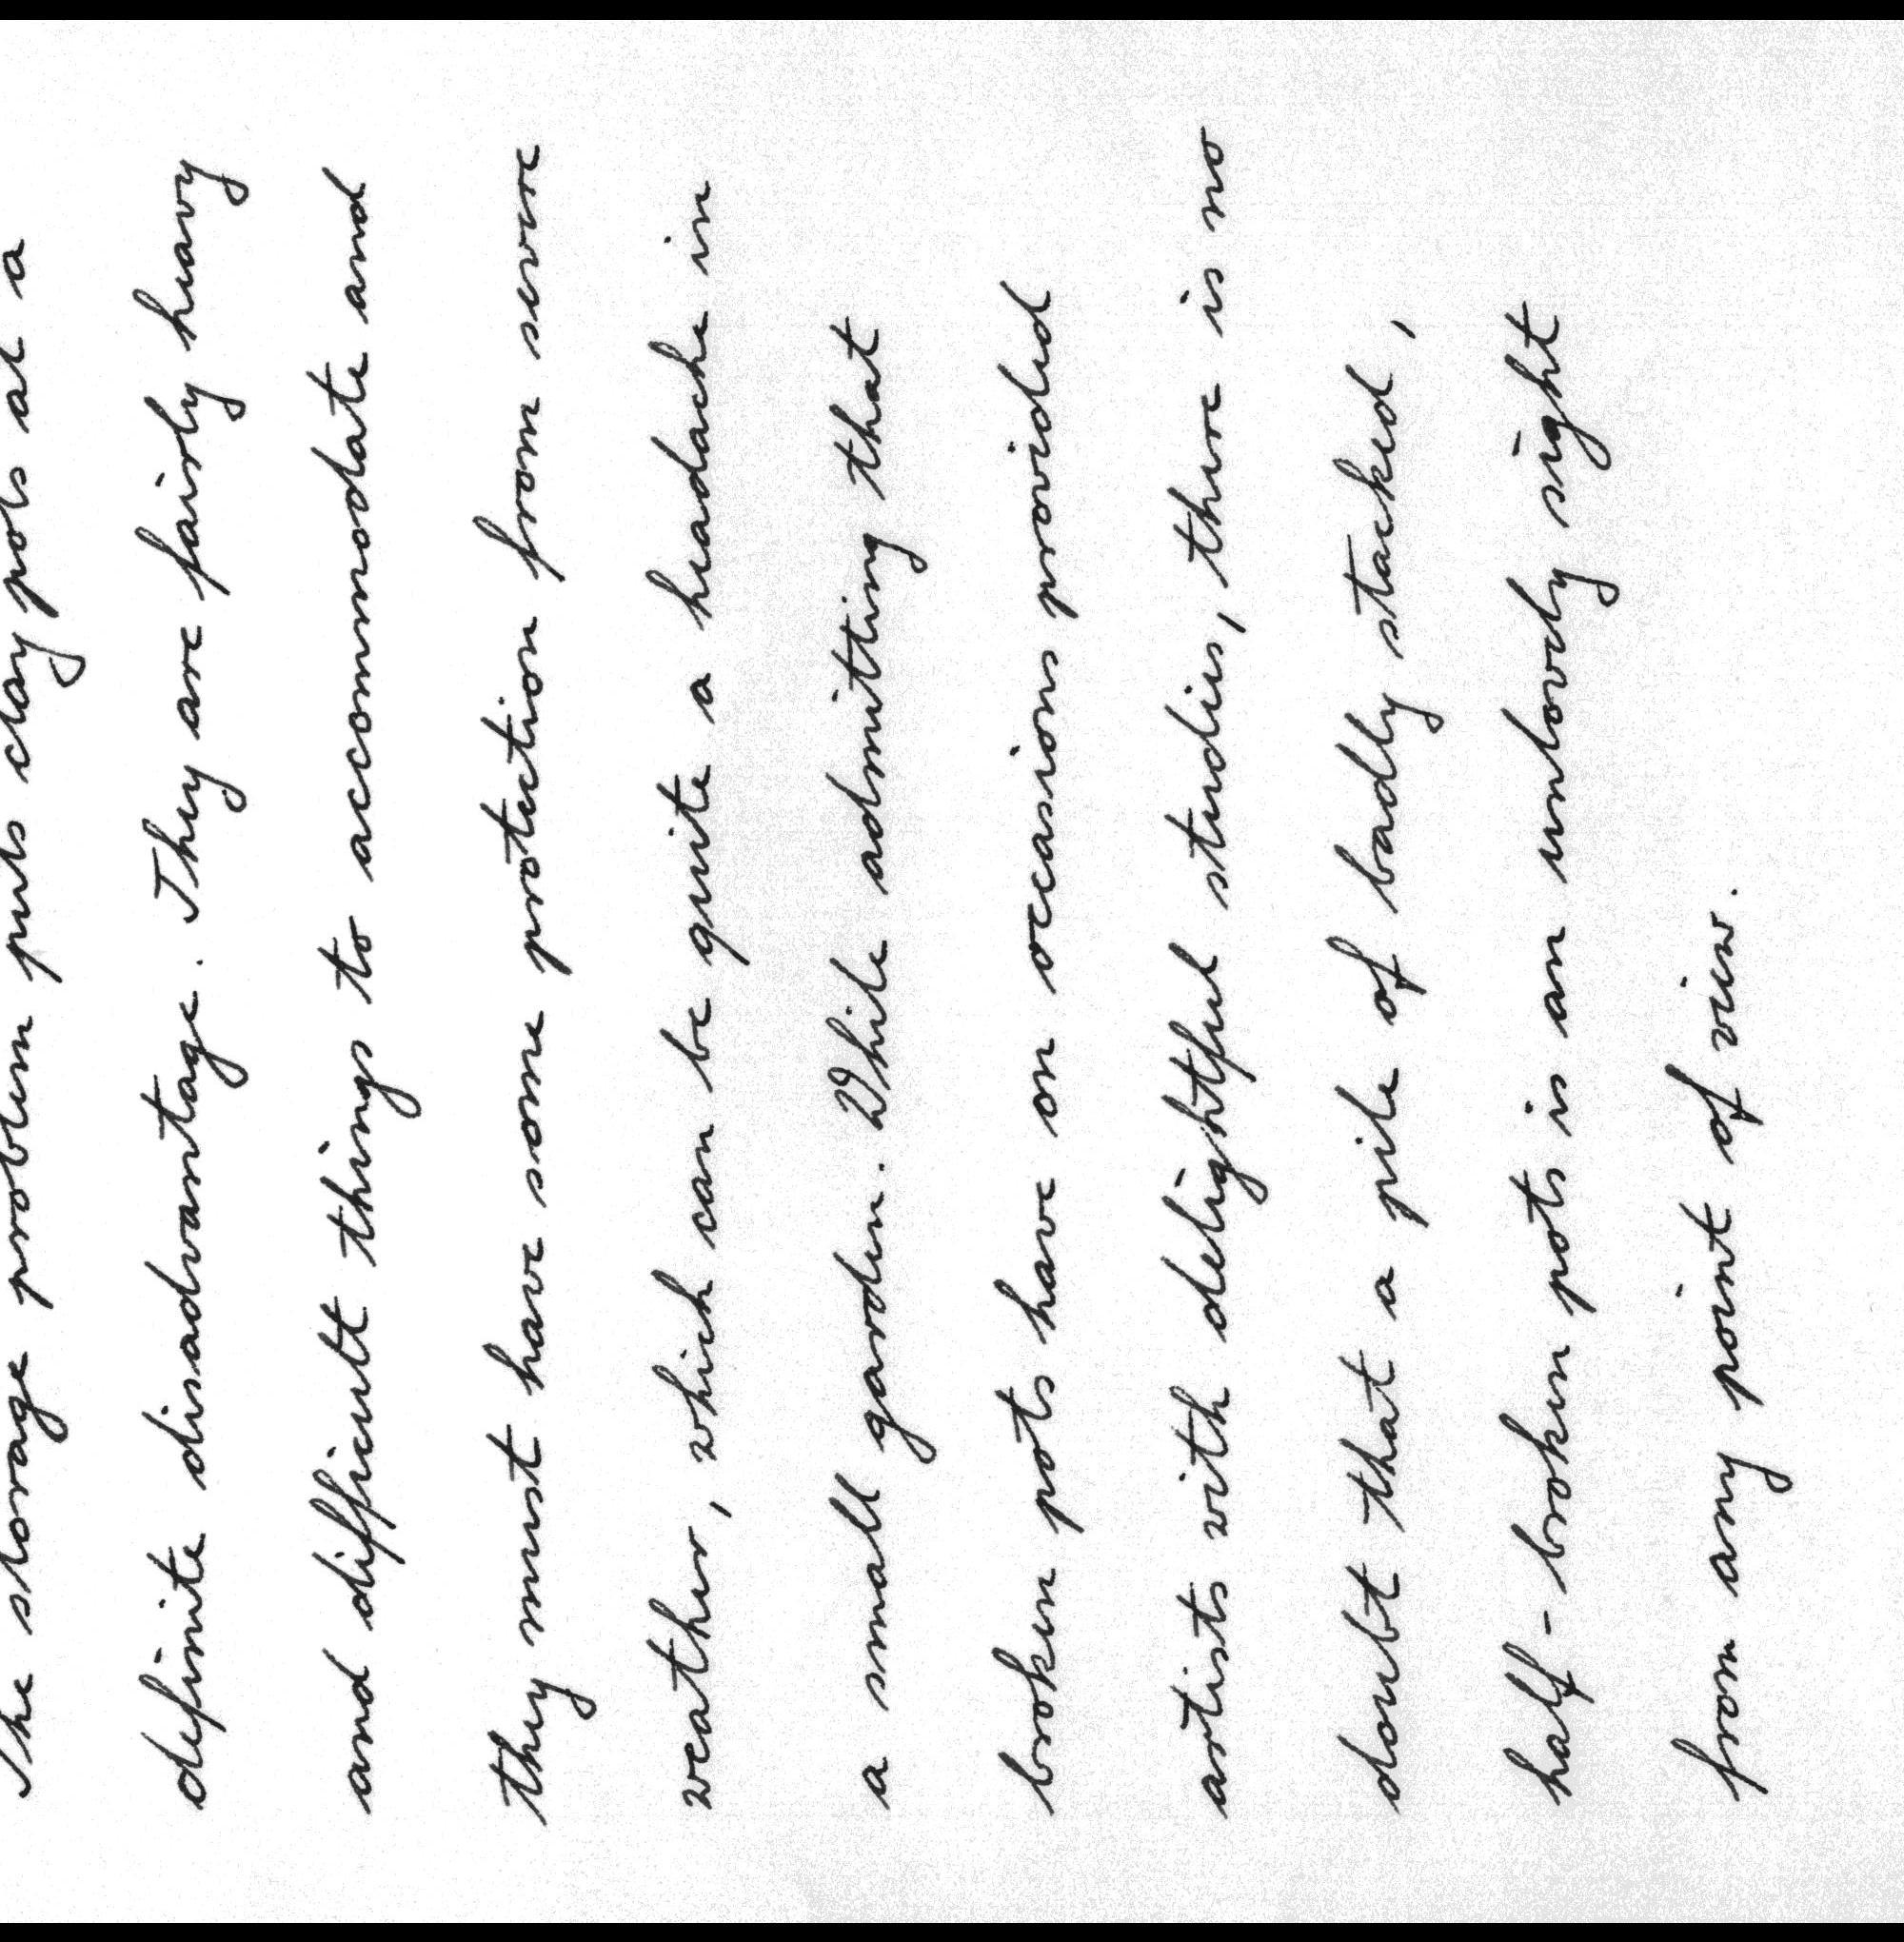 The storage problem puts clay pots at a
definite disadvantage. They are fairly heavy
and difficult things to accommodate and
they must have some protection from severe
weather, which can be quite a headache in
a small garden. While admitting that
broken pots have on occasions provided
artists with delightful studies, there is no
doubt that a pile of badly stacked,
half-broken pots is an unlovely sight
from any point of view.